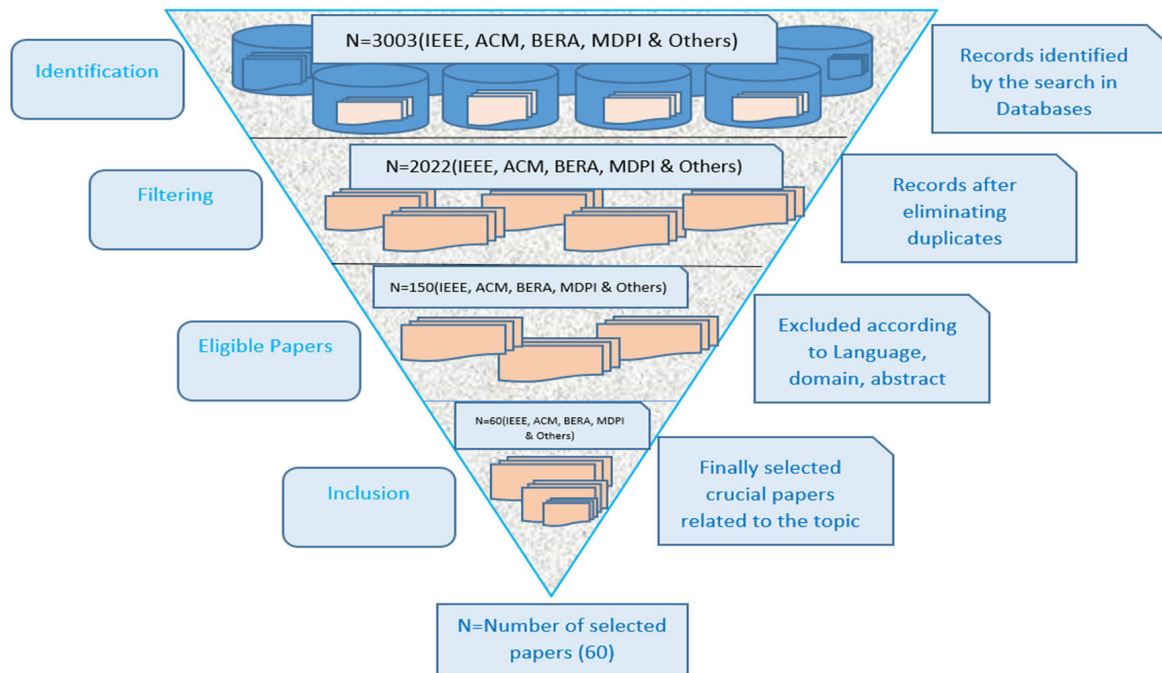 N=3003(IEEE, ACM, BERA, MDPI & Others)
Identification
Records identified
by the search in
Databases
N=2022(IEEE, ACM, BERA, MDPI & Others)
Filtering
Records after
eliminating
duplicates
N=150(IEEE, ACM, BERA, MDPI & Others)
Eligible Papers
Excluded according
to Language,
domain, abstract
N=60(IEEE, ACM, BERA, MDPI
& Others)
Inclusion
Finally selected
crucial papers
related to the topic
N=Number of selected
papers (60)